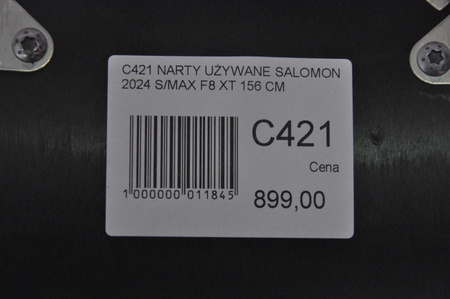 C421 NARTY UŻYWANE SALOMON
2024 S/MAX F8 XT 156 CM
C421
Cena
1 000000 011845
899,00